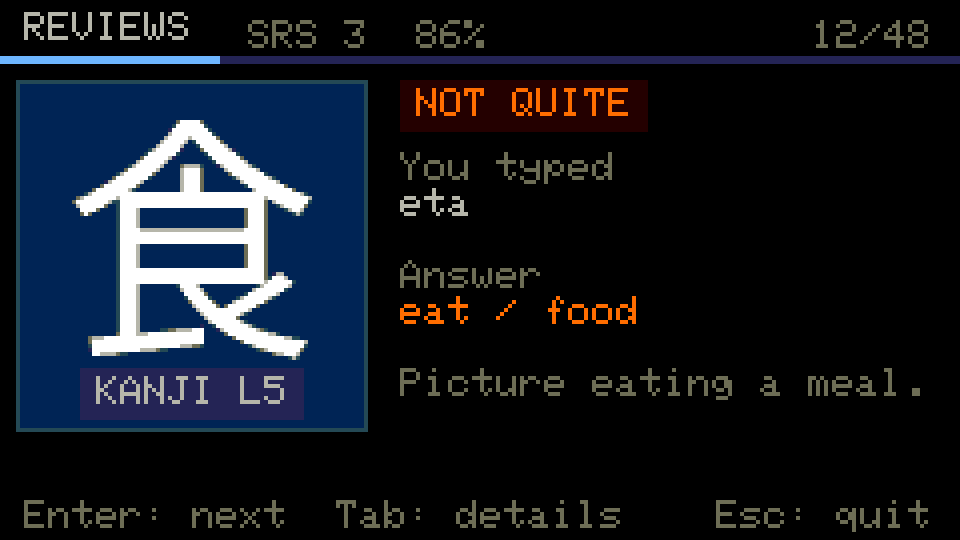 REVIEWS SRS 3 86% 12/48
食
KANJI L5
NOT QUITE
You typed
eta
Answer
eat / food
Picture eating a meal.
Enter: next Tab: details Esc: quit